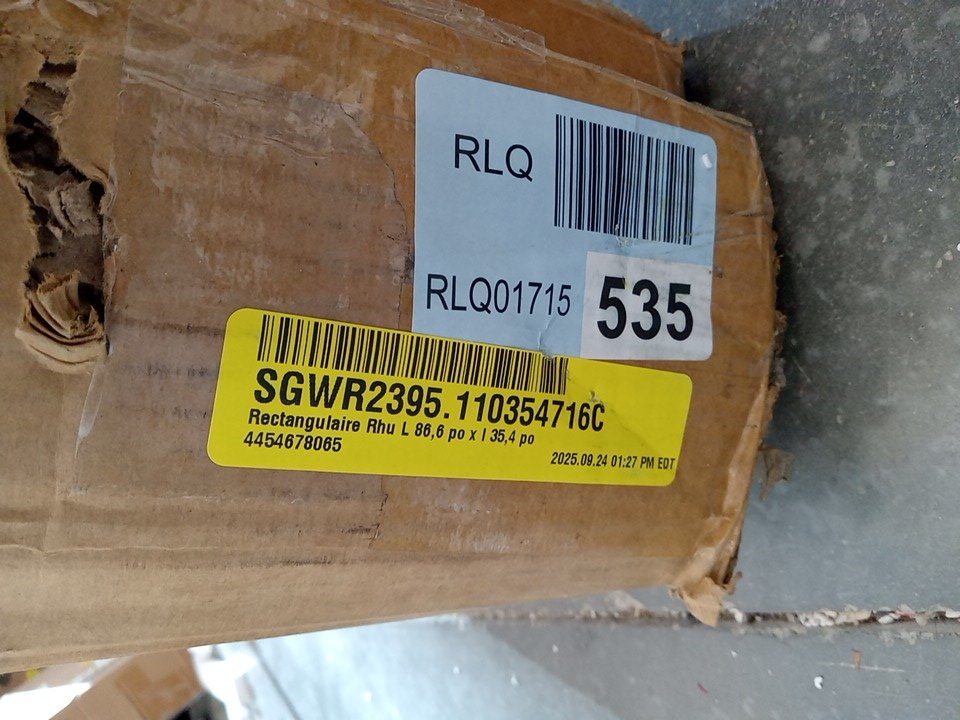 RLQ
RLQ01715
535
SGWR2395.110354716C
Rectangulaire Rhu L 86,6 po x l 35,4 po
4454678065
2025.09.24 01:27 PM EDT